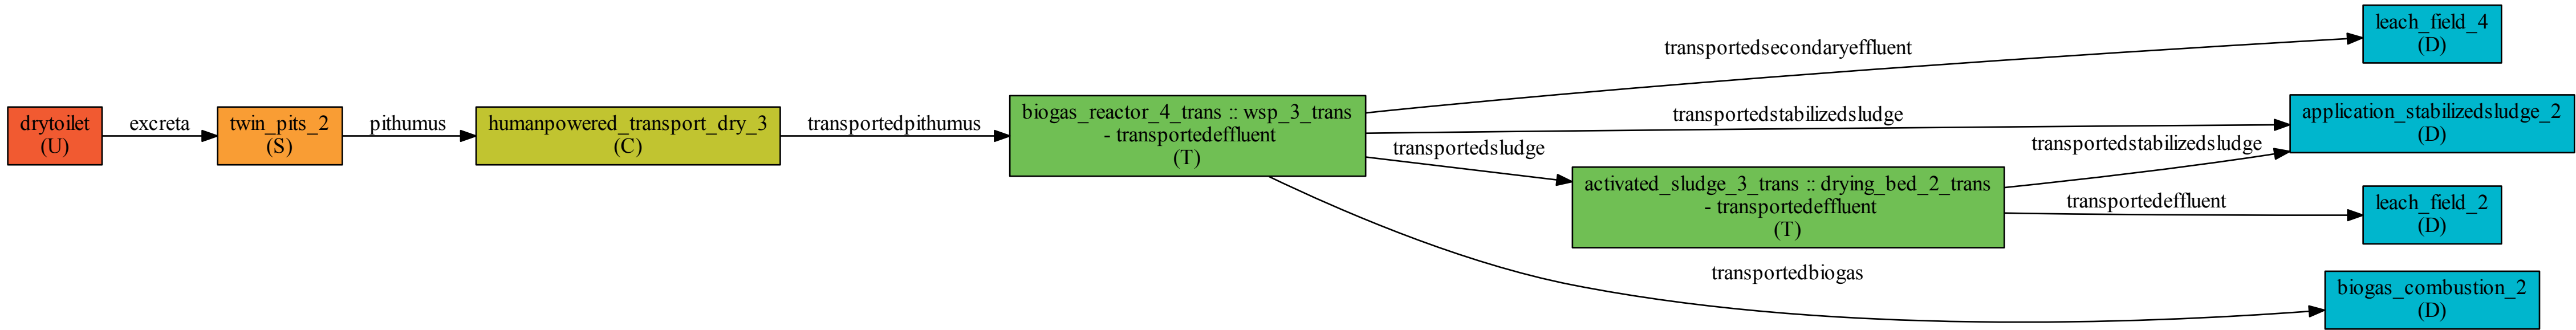 drytoilet
(U)
excreta
twin_pits_2
(S)
pithumus
humanpowered_transport_dry_3
(C)
transportedpithumus
biogas_reactor_4_trans :: wsp_3_trans
- transportedeffluent
(T)
transportedsecondaryeffluent
transportedstabilizedsludge
transportedsludge
transportedbiogas
activated_sludge_3_trans :: drying_bed_2_trans
- transportedeffluent
(T)
transportedstabilizedsludge
transportedeffluent
leach_field_4
(D)
application_stabilizedsludge_2
(D)
leach_field_2
(D)
biogas_combustion_2
(D)